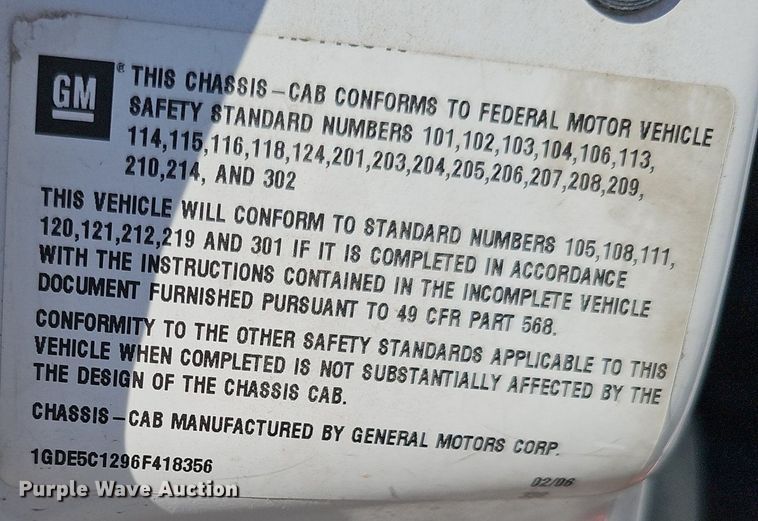 GM ®
THIS CHASSIS-CAB CONFORMS TO FEDERAL MOTOR VEHICLE
SAFETY STANDARD NUMBERS 101,102,103,104,106,113,
114,115,116,118,124,201,203,204,205,206,207,208,209,
210,214, AND 302
THIS VEHICLE WILL CONFORM TO STANDARD NUMBERS 105,108,111,
120,121,212,219 AND 301 IF IT IS COMPLETED IN ACCORDANCE
WITH THE INSTRUCTIONS CONTAINED IN THE INCOMPLETE VEHICLE
DOCUMENT FURNISHED PURSUANT TO 49 CFR PART 568.
CONFORMITY TO THE OTHER SAFETY STANDARDS APPLICABLE TO THIS
VEHICLE WHEN COMPLETED IS NOT SUBSTANTIALLY AFFECTED BY THE
THE DESIGN OF THE CHASSIS CAB.
CHASSIS-CAB MANUFACTURED BY GENERAL MOTORS CORP.
1GDE5C1296F418356
02/06
Purple Wave Auction